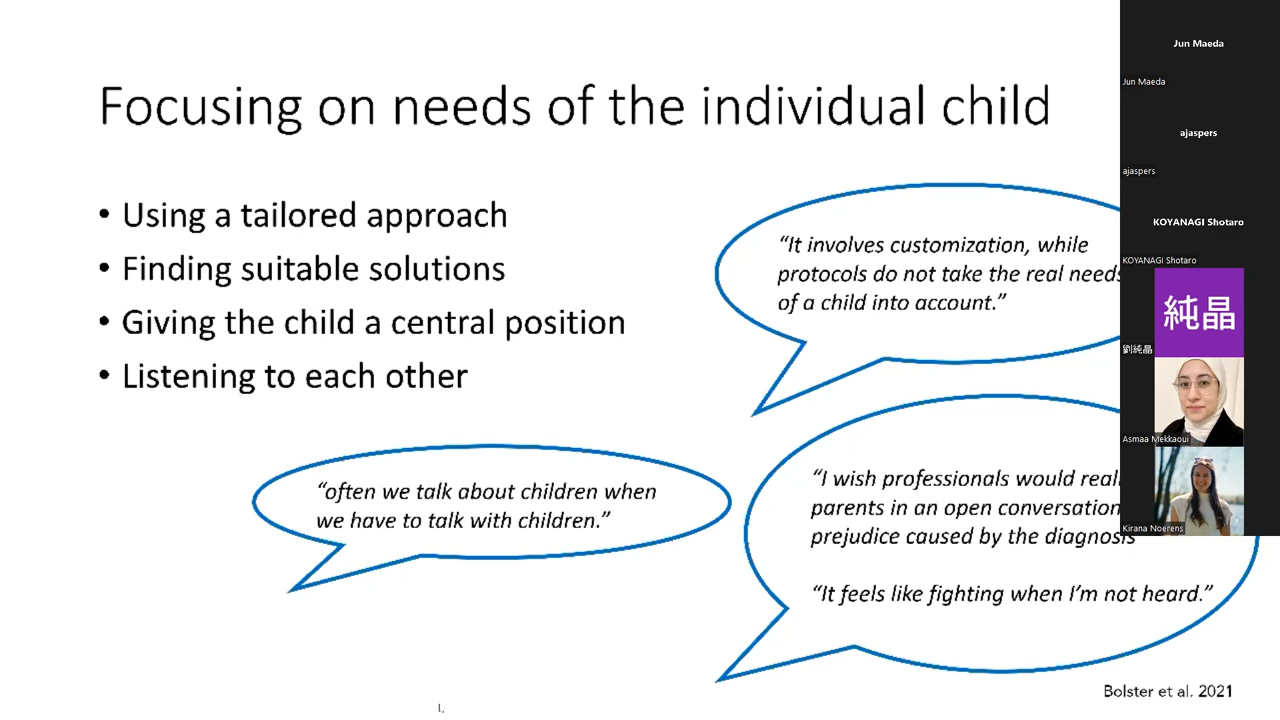 Focusing on needs of the individual child
• Using a tailored approach
• Finding suitable solutions
• Giving the child a central position
• Listening to each other
“It involves customization, while
protocols do not take the real needs
of a child into account.”
“often we talk about children when
we have to talk with children.”
“I wish professionals would
parents in an open conversation
prejudice caused by the diagnosis
“It feels like fighting when I’m not heard.”
Bolster et al. 2021
Jun Maeda
Jun Maeda
ajaspers
ajaspers
KOYANAGI Shotaro
KOYANAGI Shotaro
純晶
劉純晶
Asmaa Mekkaoui
Kirana Noerens